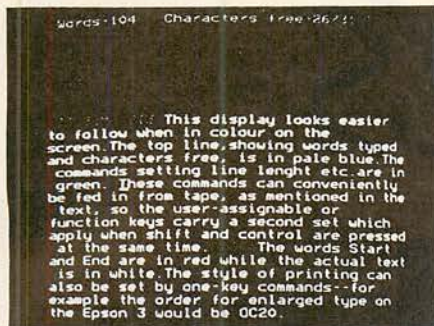 Words-104 Characters free-26
This display looks easier
to follow when in colour on the
screen.The top line,showing words typed
and characters free, is in pale blue.The
commands setting line lenght etc.are in
green. These commands can conveniently
be fed in from tape, as mentioned in the
text, so the user-assignable or
function keys carry a second set which
apply when shift and control are pressed
at the same time. The words Start
and End are in red while the actual text
is in white.The style of printing can
also be set by one-key commands--for
example the order for enlarged type on
the Epson 3 would be OC20.